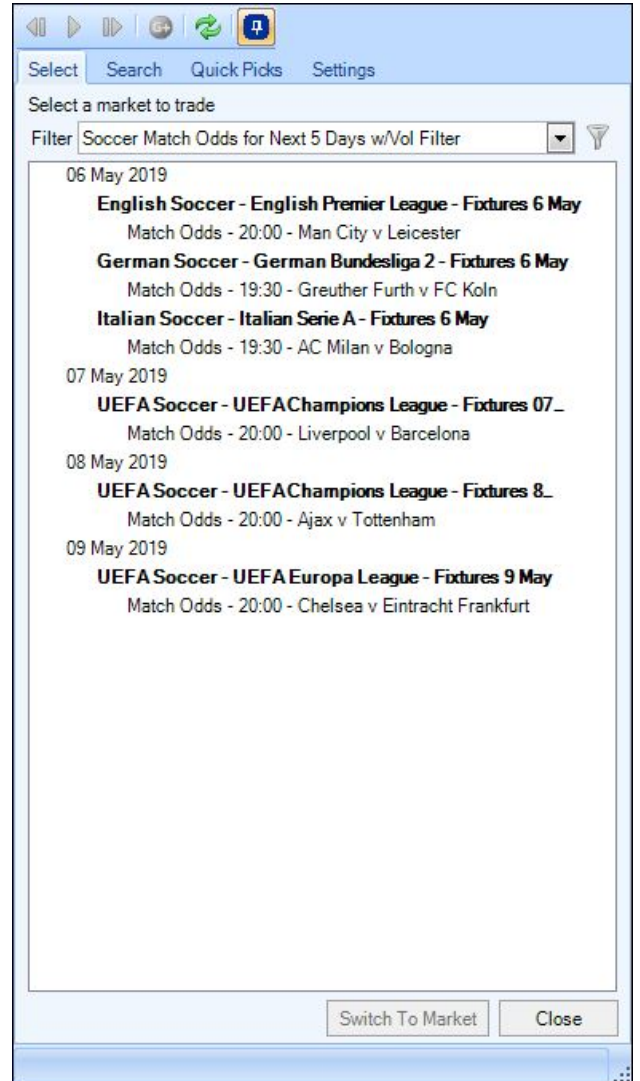 Select Search Quick Picks Settings
Select a market to trade
Filter Soccer Match Odds for Next 5 Days w/Vol Filter
06 May 2019
English Soccer - English Premier League - Fixtures 6 May
Match Odds - 20:00 - Man City v Leicester
German Soccer - German Bundesliga 2 - Fixtures 6 May
Match Odds - 19:30 - Greuther Furth v FC Koln
Italian Soccer - Italian Serie A - Fixtures 6 May
Match Odds - 19:30 - AC Milan v Bologna
07 May 2019
UEFA Soccer - UEFA Champions League - Fixtures 07...
Match Odds - 20:00 - Liverpool v Barcelona
08 May 2019
UEFA Soccer - UEFA Champions League - Fixtures 8...
Match Odds - 20:00 - Ajax v Tottenham
09 May 2019
UEFA Soccer - UEFA Europa League - Fixtures 9 May
Match Odds - 20:00 - Chelsea v Eintracht Frankfurt
Switch To Market Close